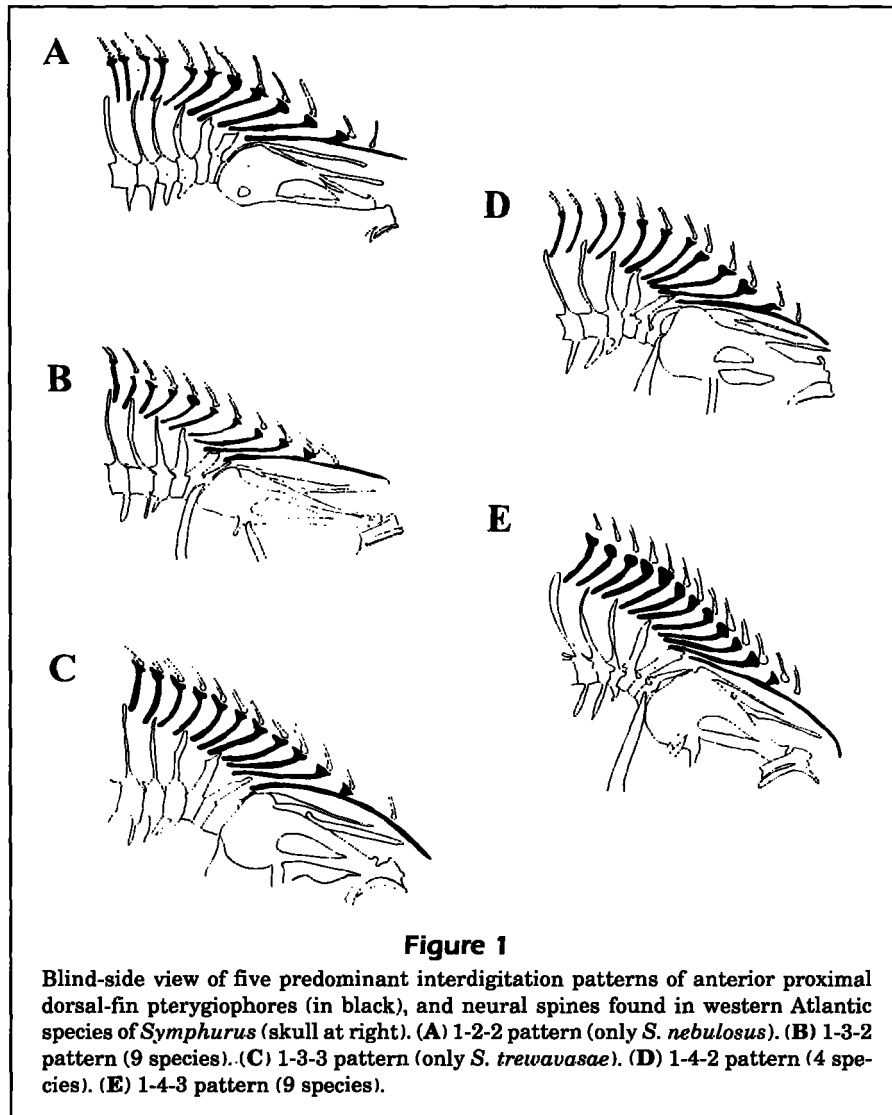 A
D
B
E
C
Figure 1
Blind-side view of five predominant interdigitation patterns of anterior proximal
dorsal-fin pterygiophores (in black), and neural spines found in western Atlantic
species of Symphurus (skull at right). (A) 1-2-2 pattern (only S. nebulosus). (B) 1-3-2
pattern (9 species). (C) 1-3-3 pattern (only S. trewavasae). (D) 1-4-2 pattern (4 spe-
cies). (E) 1-4-3 pattern (9 species).